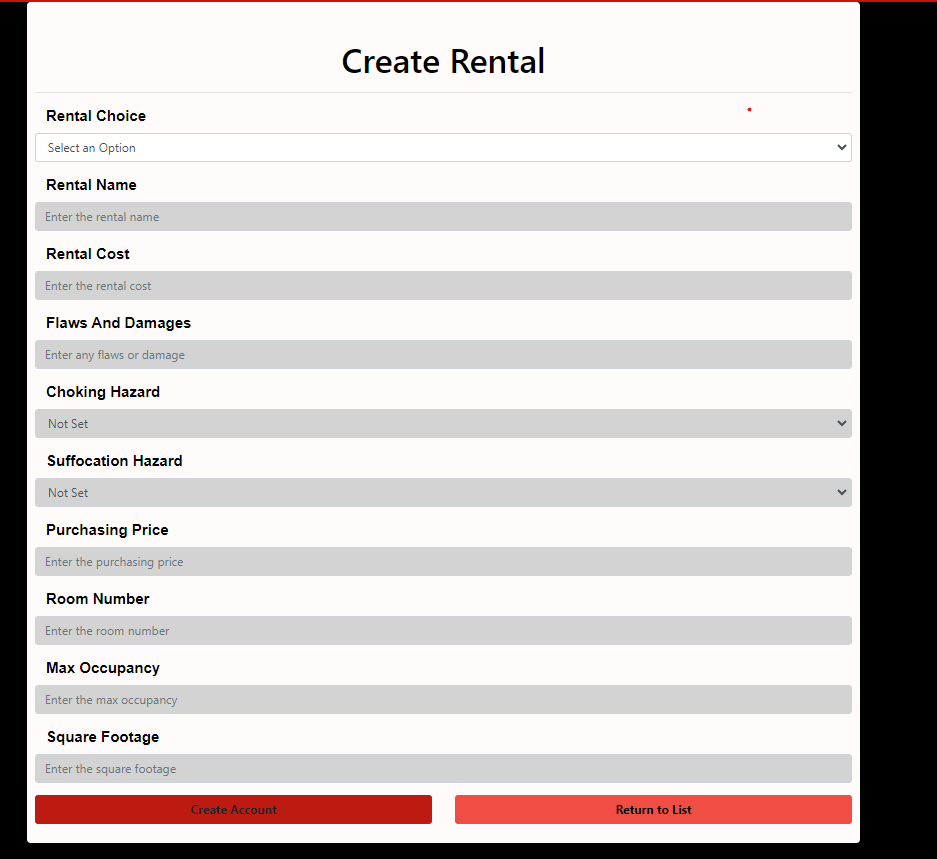 Create Rental
Rental Choice
Select an Option
Rental Name
Enter the rental name
Rental Cost
Enter the rental cost
Flaws And Damages
Enter any flaws or damage
Choking Hazard
Not Set
Suffocation Hazard
Not Set
Purchasing Price
Enter the purchasing price
Room Number
Enter the room number
Max Occupancy
Enter the max occupancy
Square Footage
Enter the square footage
Create Account
Return to List